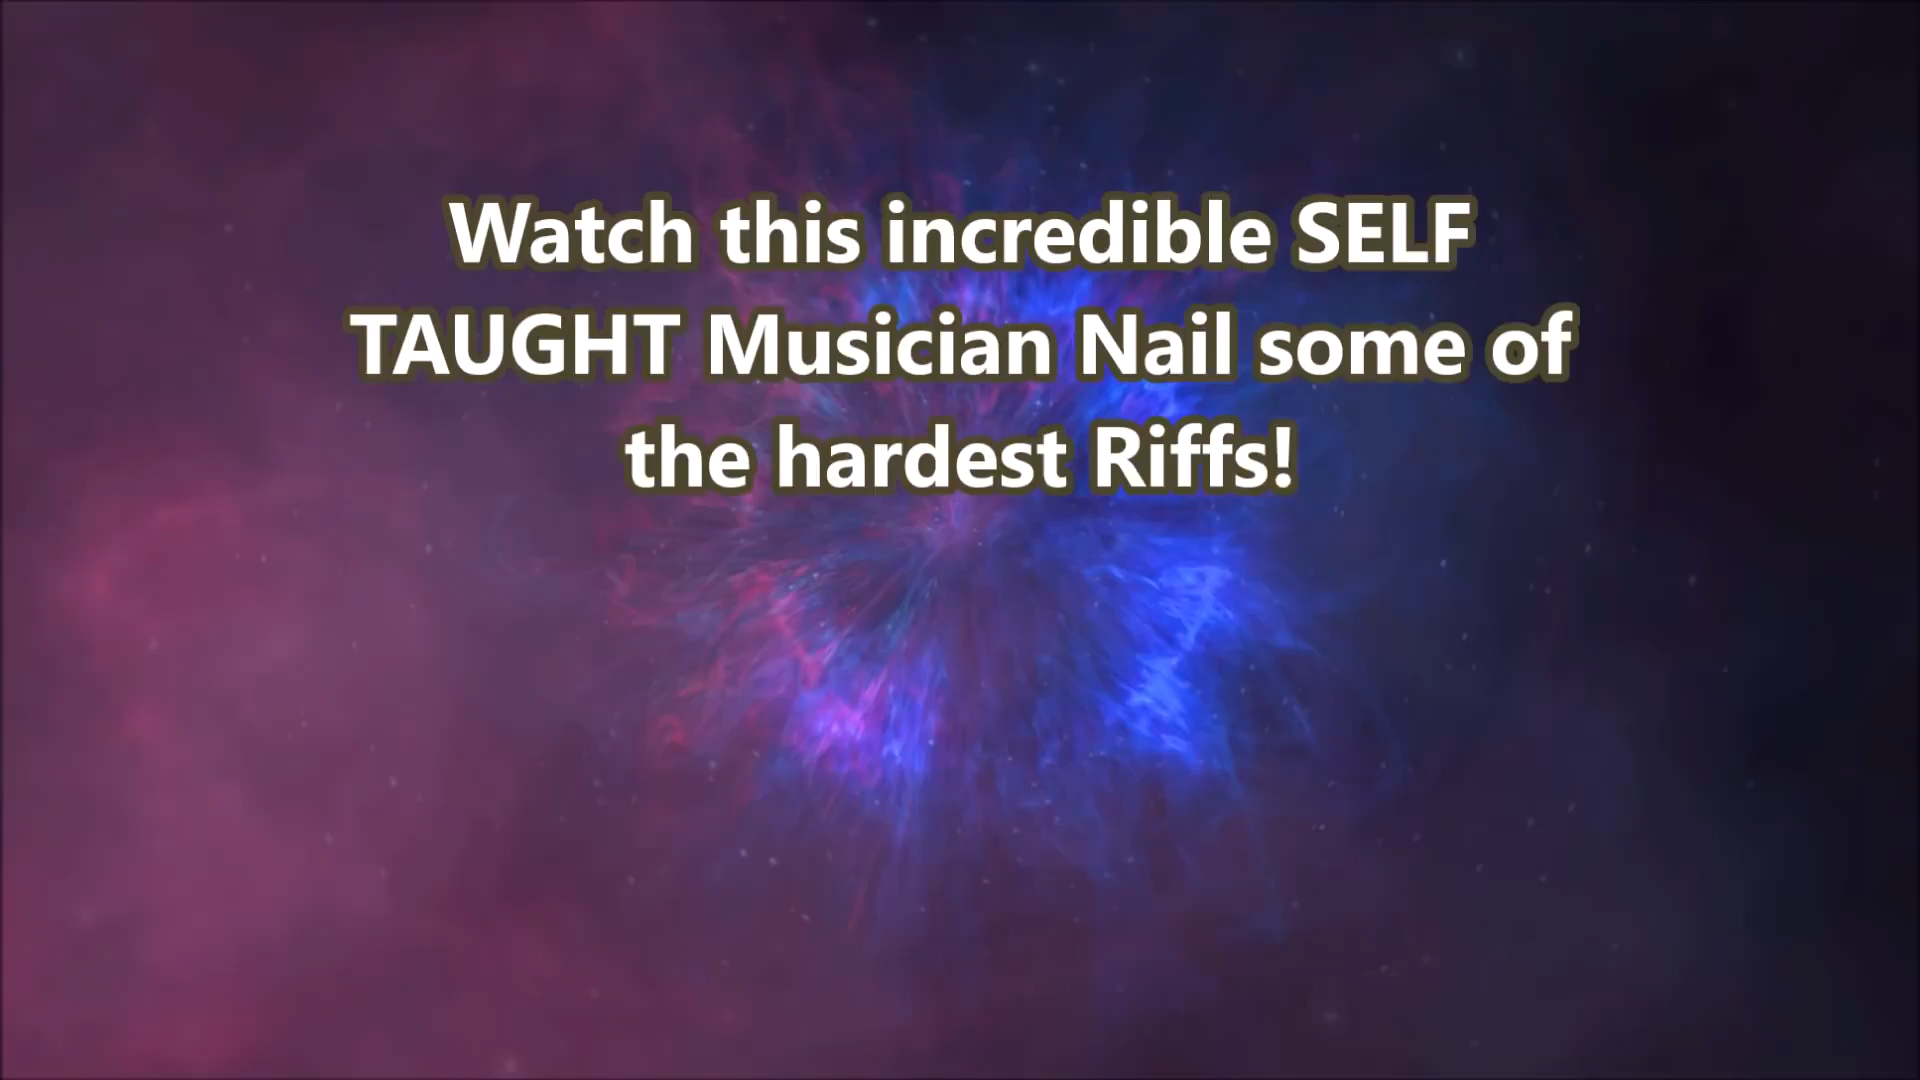 Watch this incredible SELF
TAUGHT Musician Nail some of
the hardest Riffs!